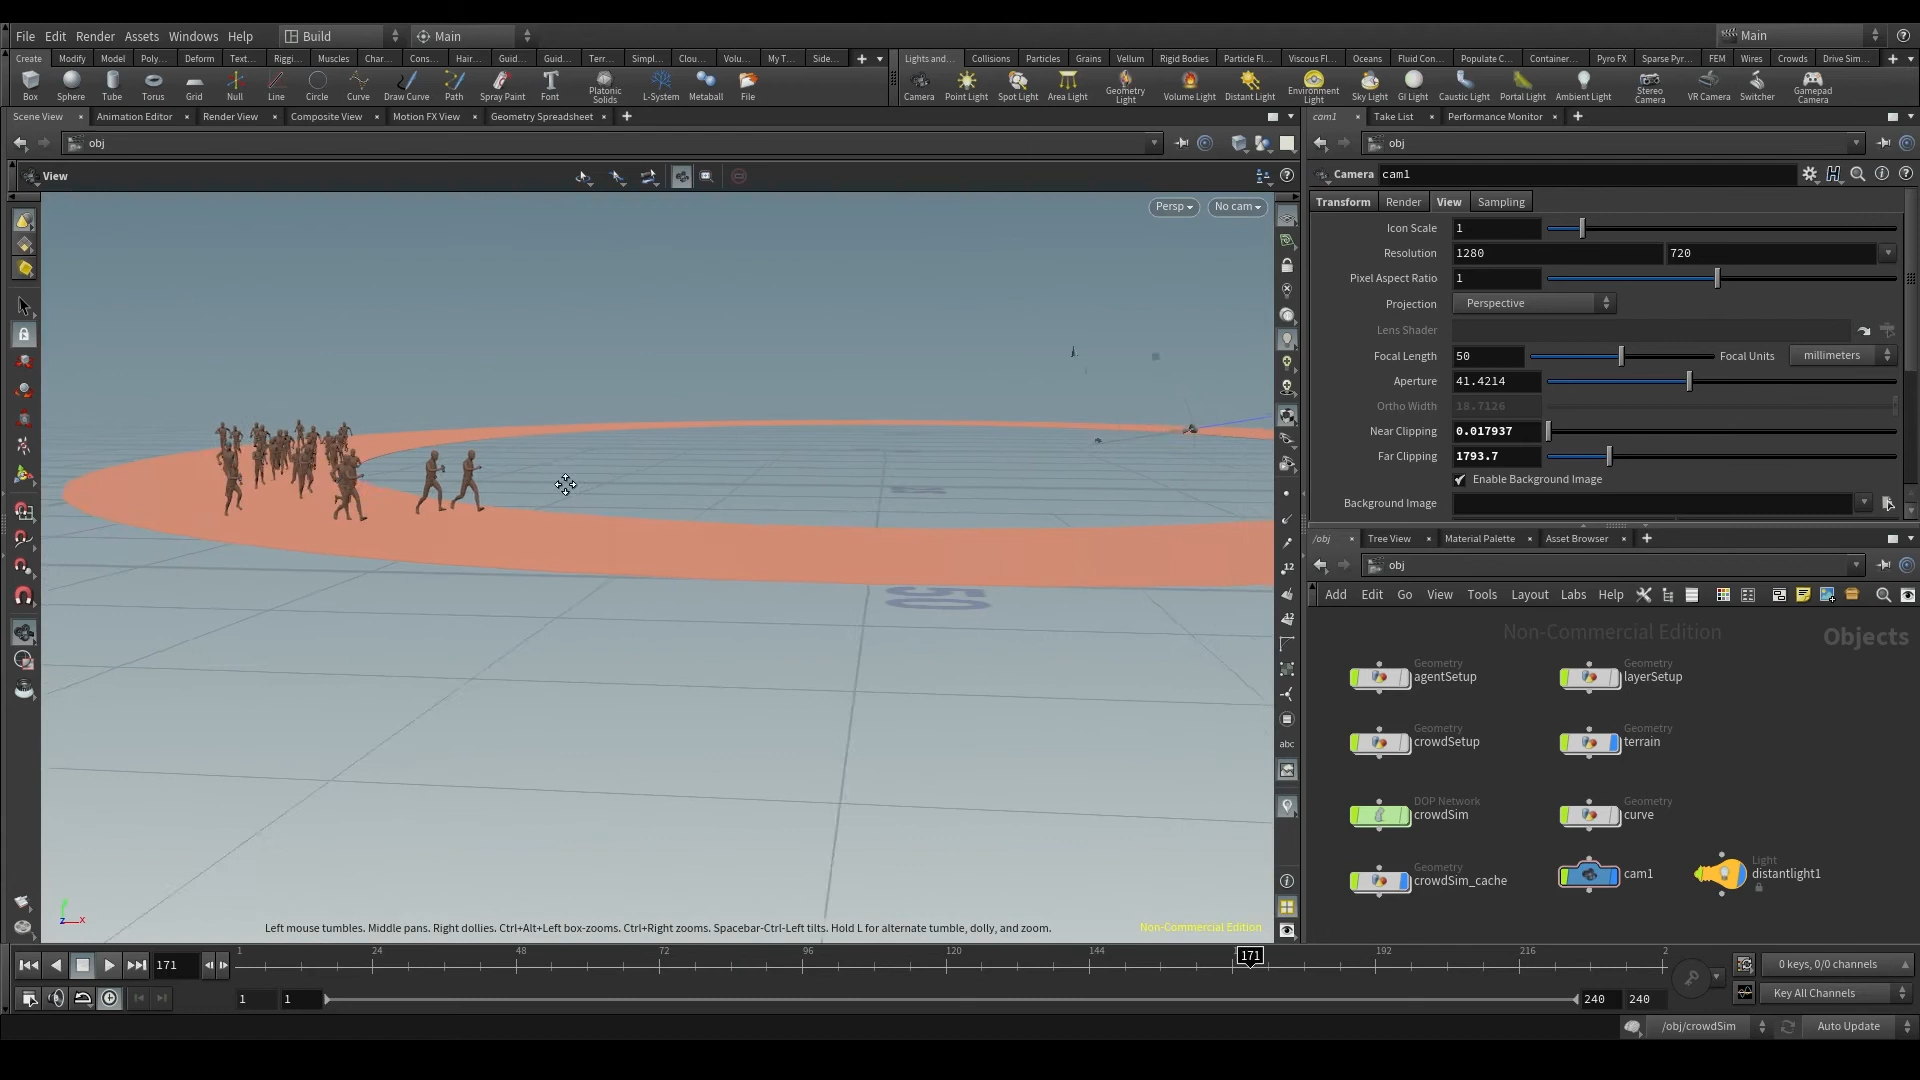 File Edit Render Assets Windows Help Build Main Main
Create Modify Model Poly... Deform Text... Riggi... Muscles Char... Cons... Hair... Guid... Guid... Terr... Simpl... Clou... Volu... My T... Side... Lights and... Collisions Particles Grains Vellum Rigid Bodies Particle Fl... Viscous Fl... Oceans Fluid Con... Populate C... Container... Pyro FX Sparse Pyr... FEM Wires Crowds Drive Sim...
Box Sphere Tube Torus Grid Null Line Circle Curve Draw Curve Path Spray Paint Font Platonic Solids L-System Metaball File Camera Point Light Spot Light Area Light Geometry Light Volume Light Distant Light Environment Light Sky Light GI Light Caustic Light Portal Light Ambient Light Stereo Camera VR Camera Switcher Gamepad Camera
Scene View Animation Editor Render View Composite View Motion FX View Geometry Spreadsheet cam1 Take List Performance Monitor
obj obj
View Camera cam1
Persp No cam Transform Render View Sampling
Icon Scale 1
Resolution 1280 720
Pixel Aspect Ratio 1
Projection Perspective
Lens Shader
Focal Length 50 Focal Units millimeters
Aperture 41.4214
Ortho Width 18.7126
Near Clipping 0.017937
Far Clipping 1793.7
Enable Background Image
Background Image
/obj Tree View Material Palette Asset Browser
obj
Add Edit Go View Tools Layout Labs Help
Non-Commercial Edition Objects
Geometry Geometry
agentSetup layerSetup
Geometry Geometry
crowdSetup terrain
DOP Network Geometry
crowdSim curve
Geometry Light
crowdSim_cache cam1 distantlight1
50
12
12
abc
z x
Left mouse tumbles. Middle pans. Right dollies. Ctrl+Alt+Left box-zooms. Ctrl+Right zooms. Spacebar-Ctrl-Left tilts. Hold L for alternate tumble, dolly, and zoom. Non-Commercial Edition
171 1 24 48 72 96 120 144 171 192 216 2 0 keys, 0/0 channels
1 1 240 240 Key All Channels
/obj/crowdSim Auto Update